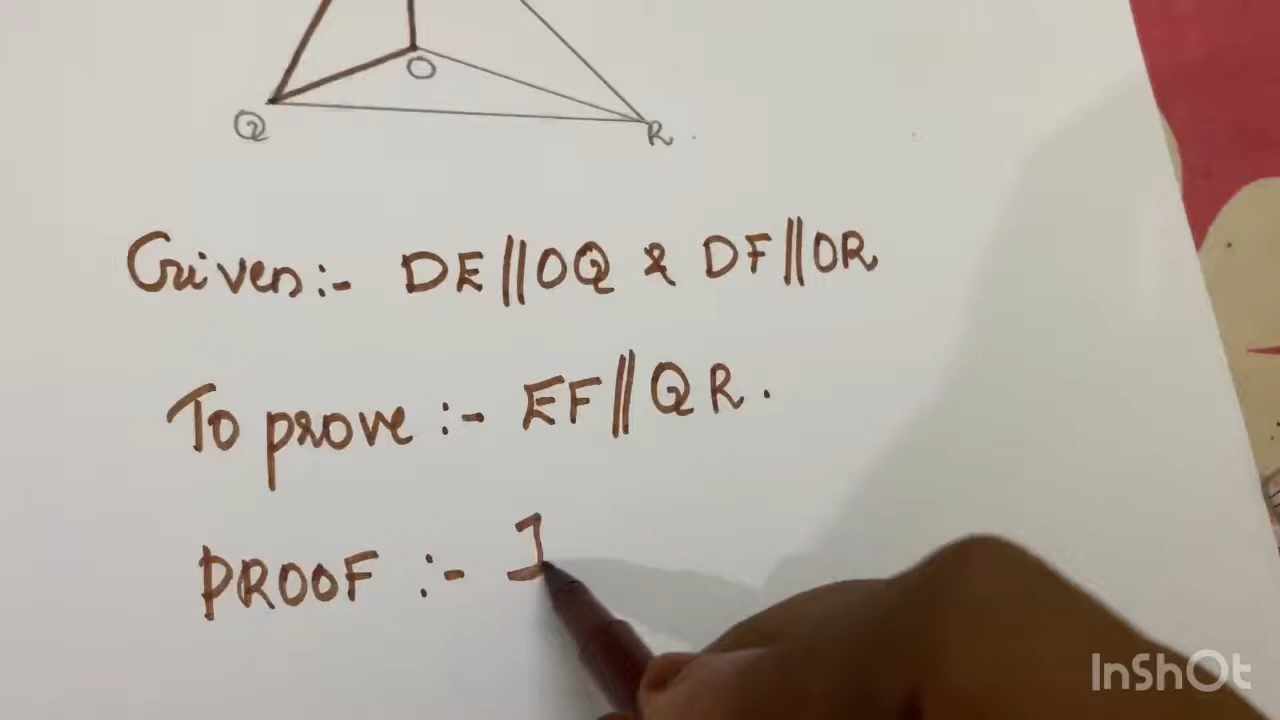 O
Q
R
Given:- DE||OQ & DF||OR
To prove :- EF||QR.
PROOF :- I
InShOt